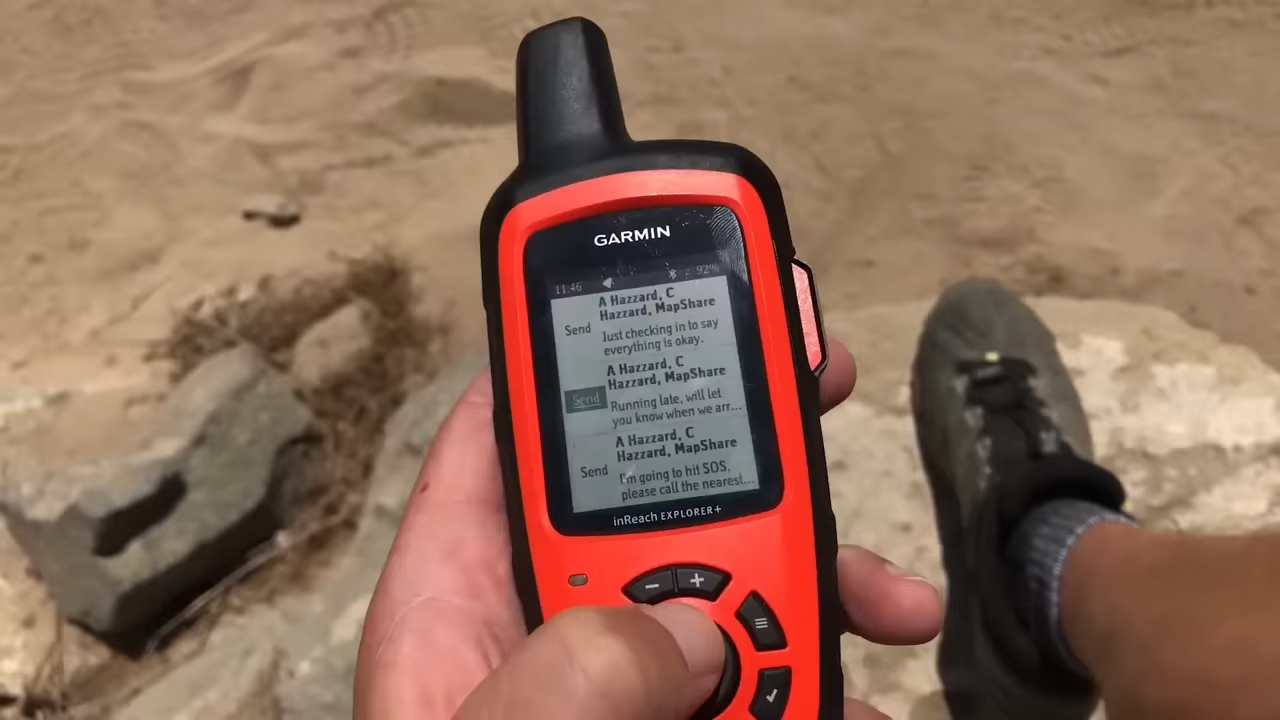 GARMIN
11:46 92%
A Hazzard, C
Hazzard, MapShare
Send
Just checking in to say
everything is okay.
A Hazzard, C
Hazzard, MapShare
Send
Running late, will let
you know when we arr...
A Hazzard, C
Hazzard, MapShare
Send
I'm going to hit SOS,
please call the nearest...
inReach EXPLORER+
− +